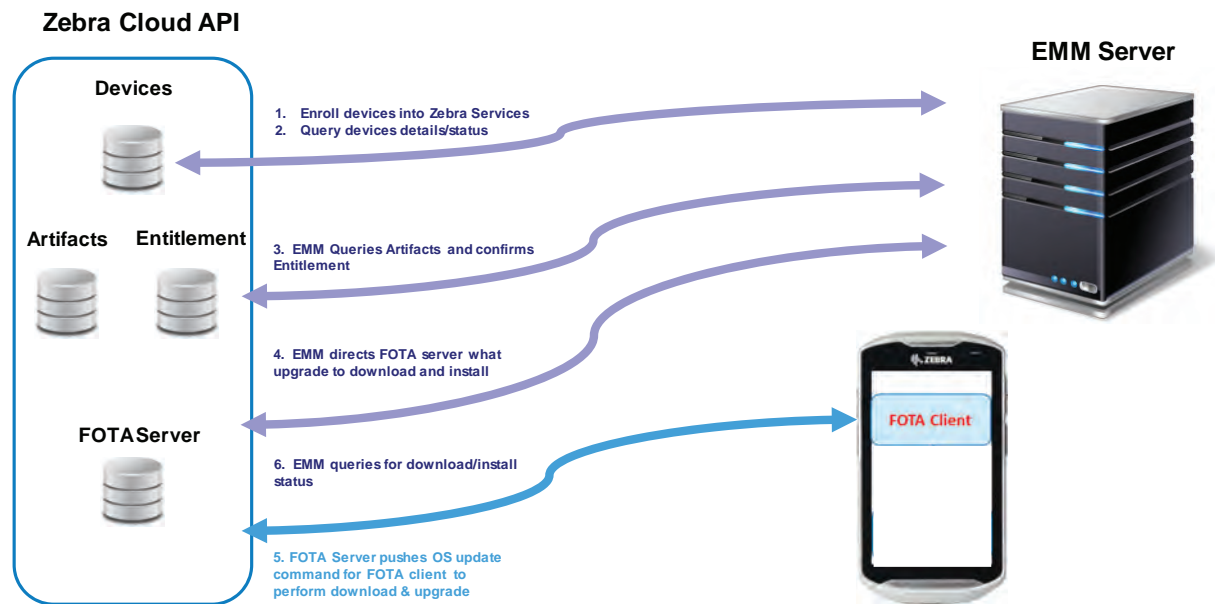 Zebra Cloud API
EMM Server
Devices
1. Enroll devices into Zebra Services
2. Query devices details/status
Artifacts
Entitlement
3. EMM Queries Artifacts and confirms
Entitlement
4. EMM directs FOTA server what
upgrade to download and install
ZEBRA
FOTA Client
FOTAServer
6. EMM queries for download/install
status
5. FOTA Server pushes OS update
command for FOTA client to
perform download & upgrade